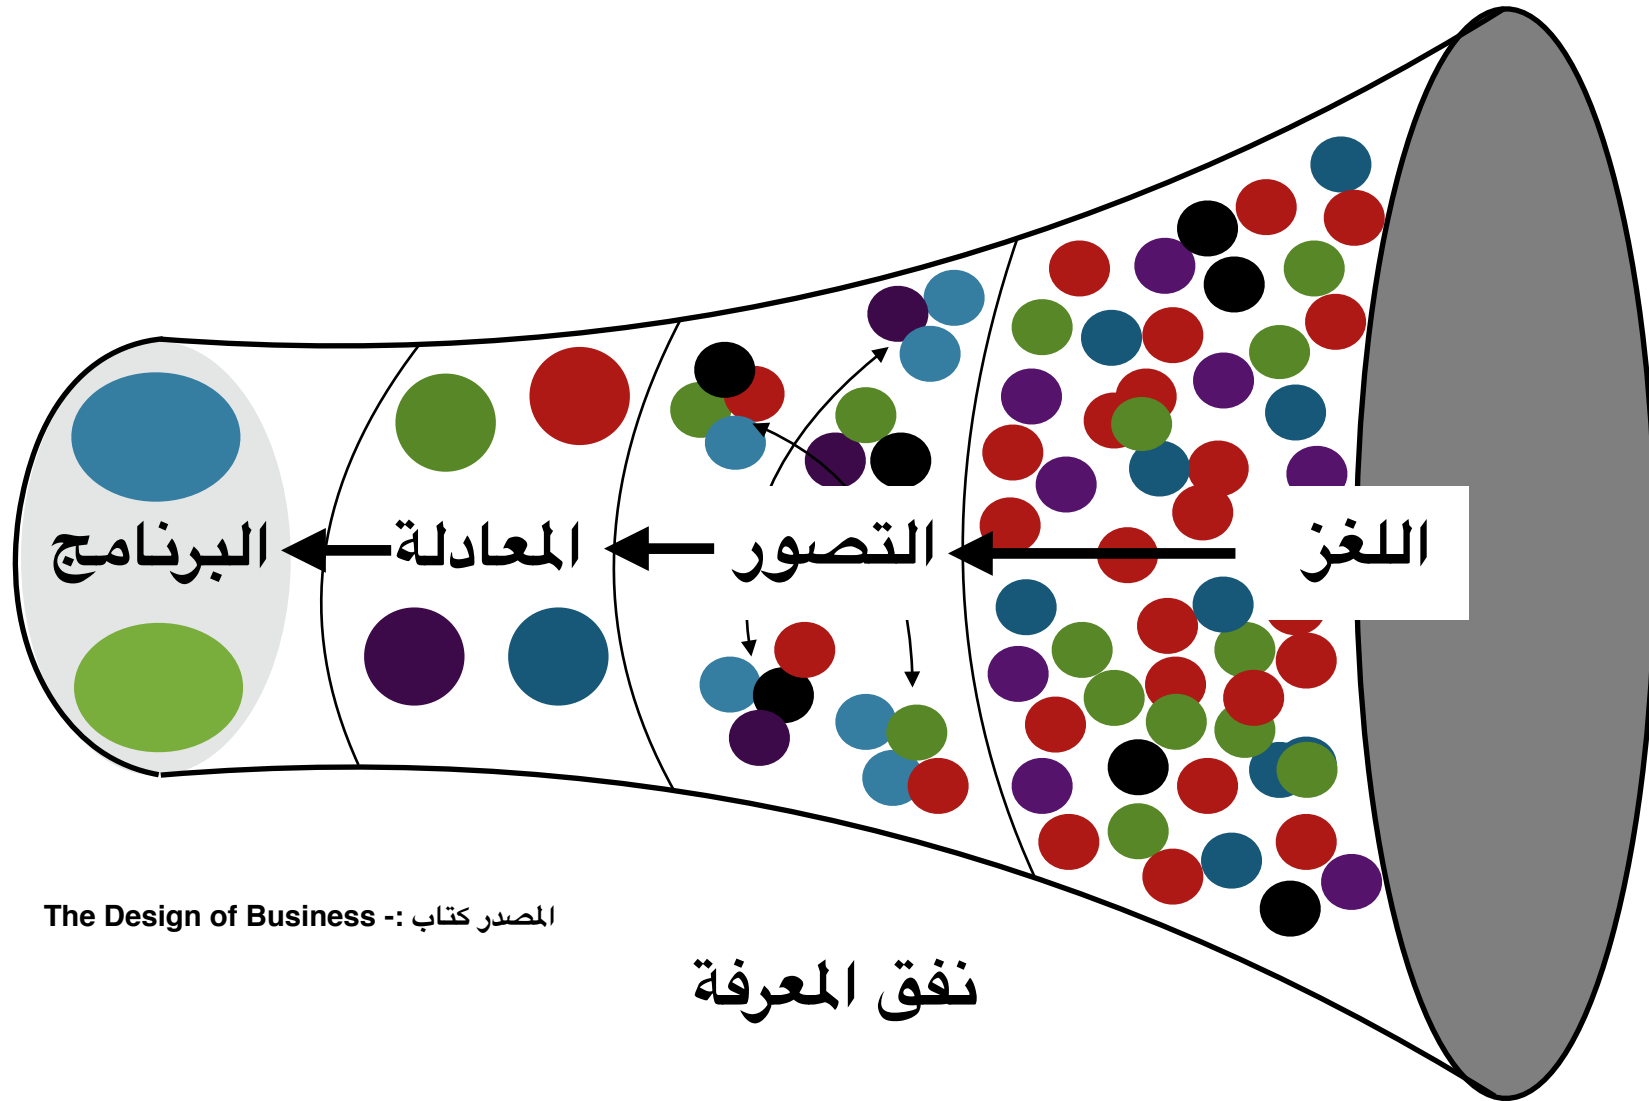 اللغز
التصور
المعادلة
البرنامج
المصدر كتاب :- The Design of Business
نفق المعرفة